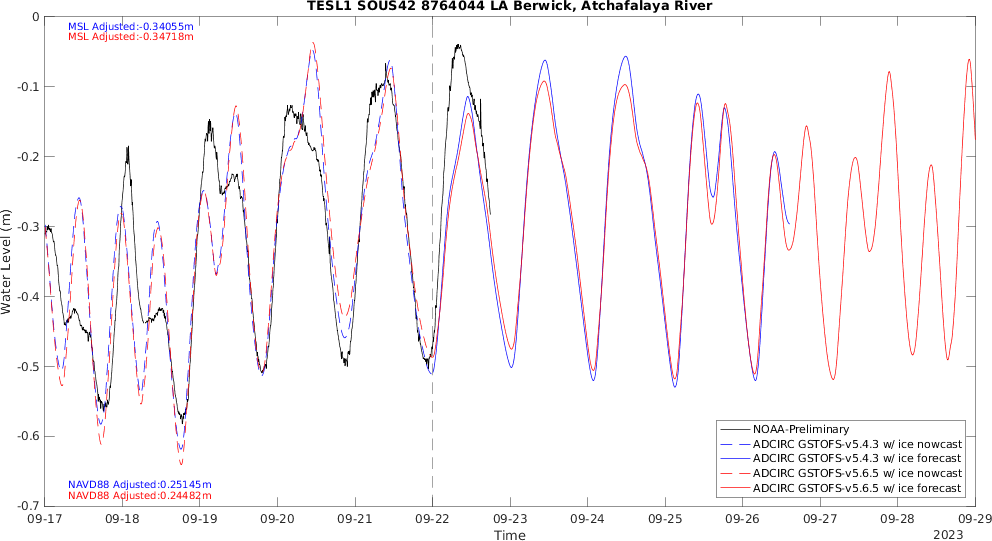 TESL1 SOUS42 8764044 LA Berwick, Atchafalaya River
0
MSL Adjusted:-0.34055m
MSL Adjusted:-0.34718m
-0.1
-0.2
-0.3
-0.4
-0.5
-0.6
-0.7
Water Level (m)
NOAA-Preliminary
ADCIRC GSTOFS-v5.4.3 w/ ice nowcast
ADCIRC GSTOFS-v5.4.3 w/ ice forecast
ADCIRC GSTOFS-v5.6.5 w/ ice nowcast
ADCIRC GSTOFS-v5.6.5 w/ ice forecast
NAVD88 Adjusted:0.25145m
NAVD88 Adjusted:0.24482m
09-17 09-18 09-19 09-20 09-21 09-22 09-23 09-24 09-25 09-26 09-27 09-28 09-29
Time
2023